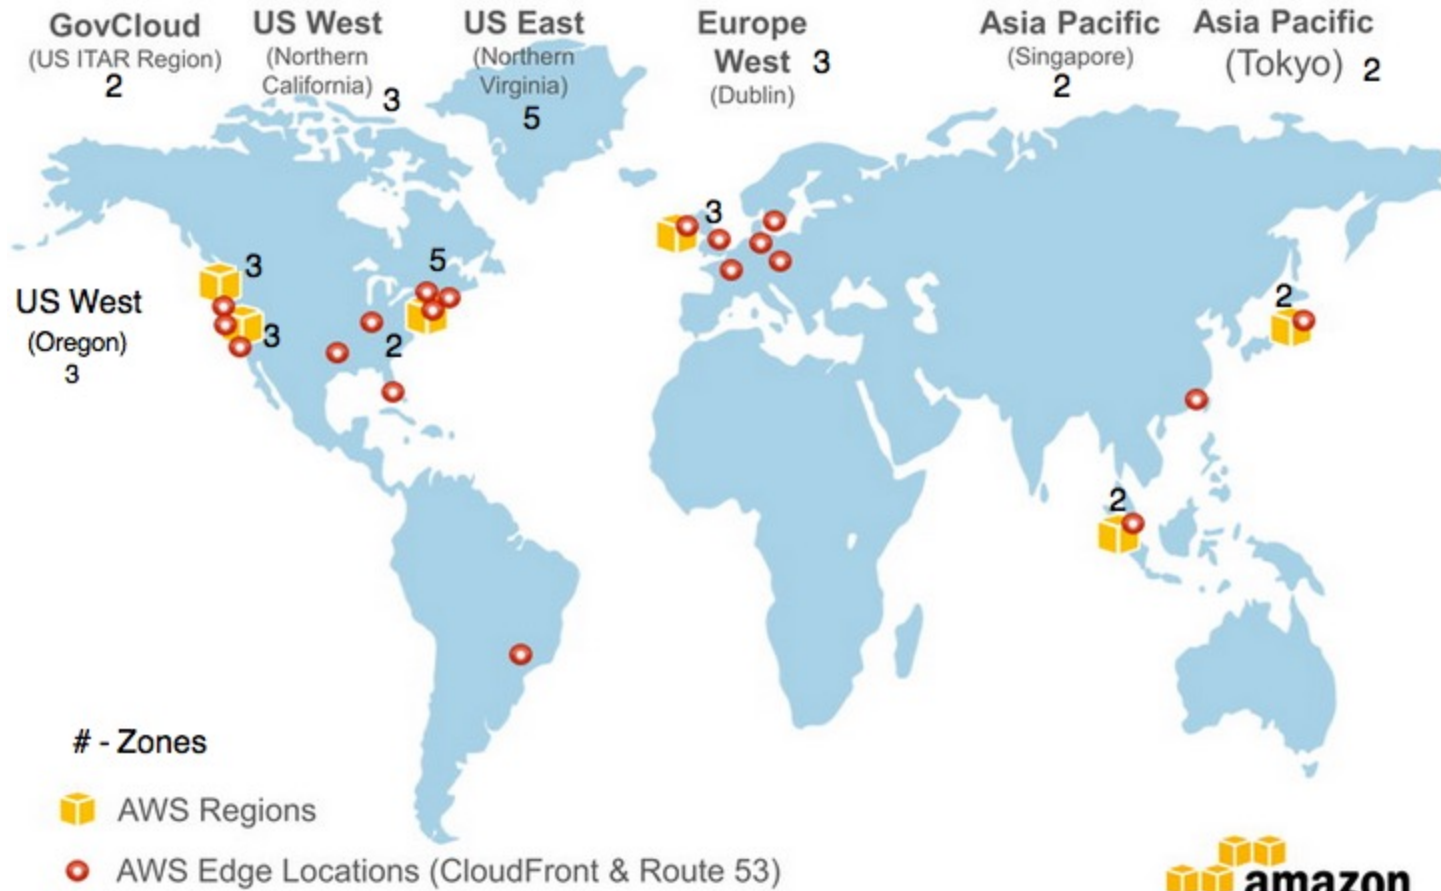 GovCloud
(US ITAR Region)
2
US West
(Northern
California) 3
US East
(Northern
Virginia)
5
Europe
West 3
(Dublin)
Asia Pacific
(Singapore)
2
Asia Pacific
(Tokyo) 2
3
5
3
US West
(Oregon)
3
3
2
2
2
# - Zones
AWS Regions
AWS Edge Locations (CloudFront & Route 53)
amazon